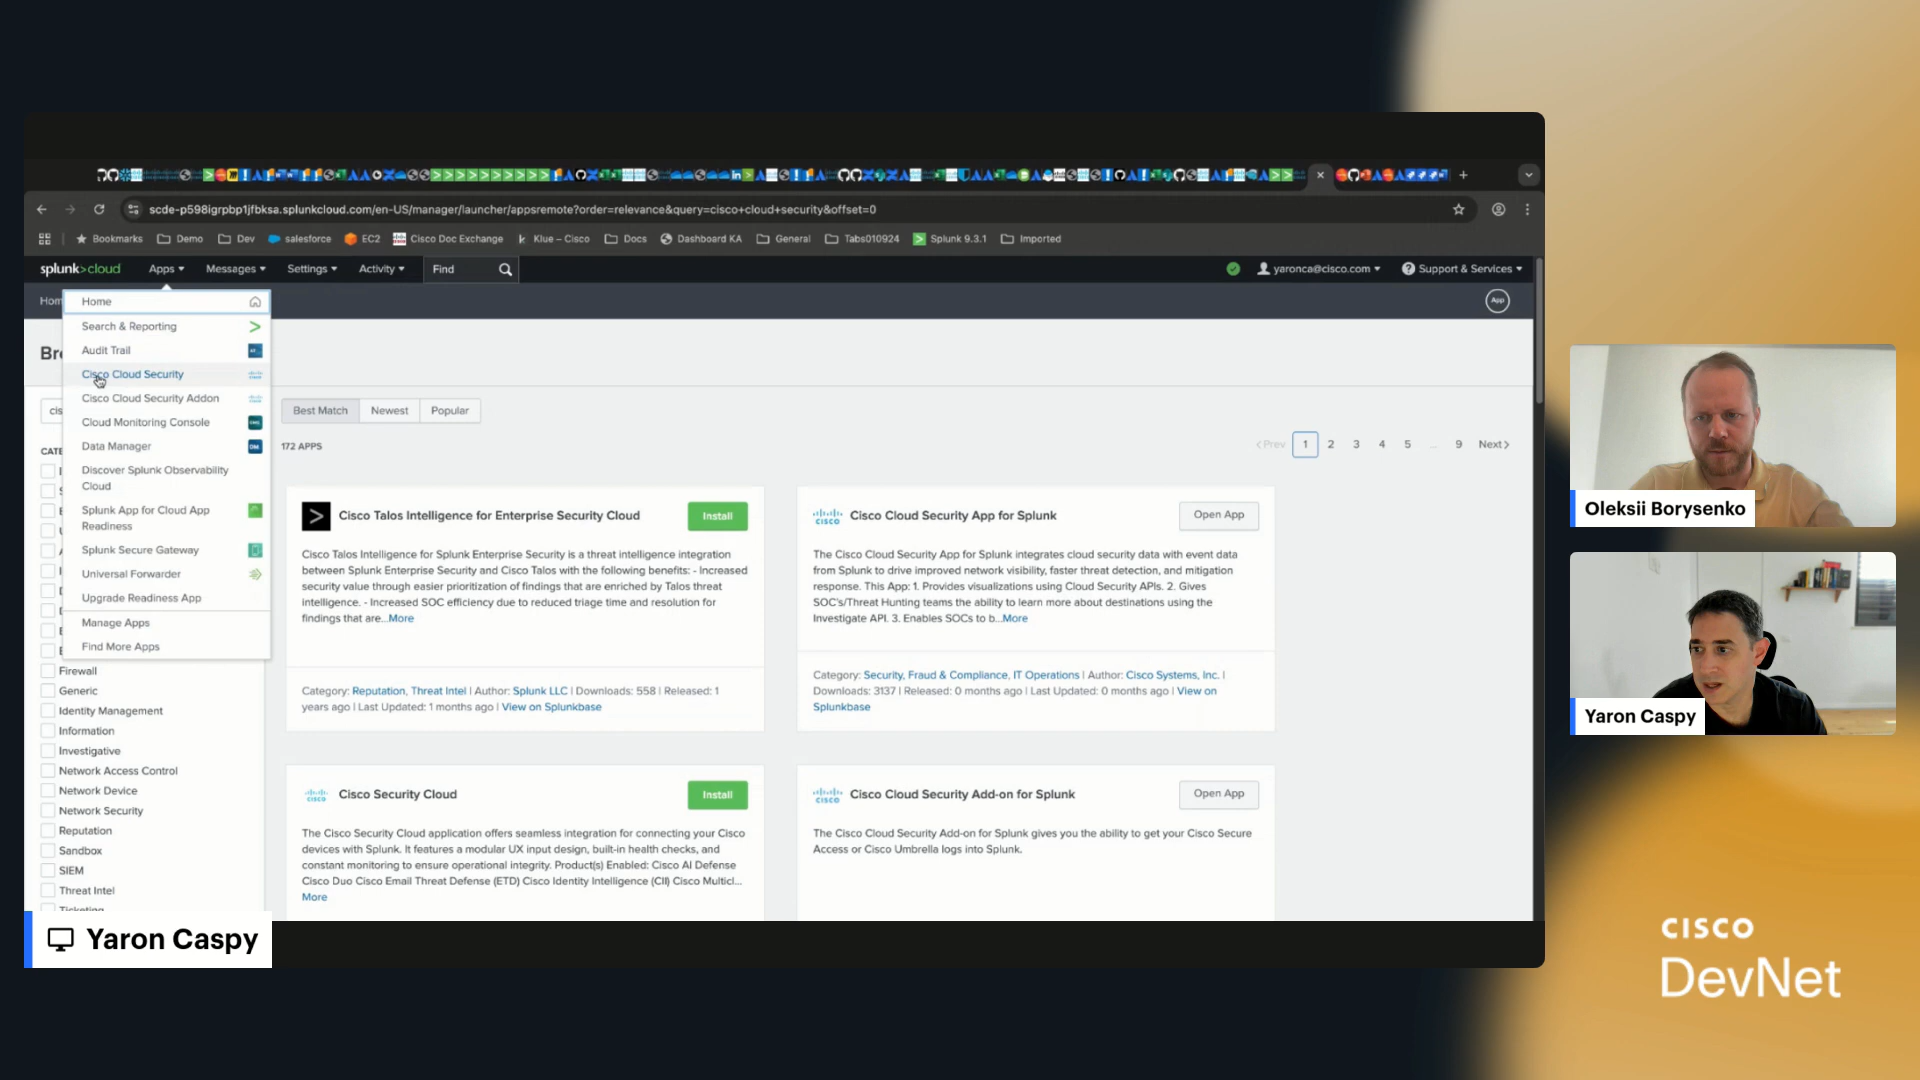 scde-p598igrpbp1jfbksa.splunkcloud.com/en-US/manager/launcher/appsremote?order=relevance&query=cisco+cloud+security&offset=0
Bookmarks Demo Dev salesforce EC2 Cisco Doc Exchange Klue – Cisco Docs Dashboard KA General Tabs010924 Splunk 9.3.1 Imported
splunk>cloud Apps Messages Settings Activity Find yaronca@cisco.com Support & Services
Hom
App
Home
Search & Reporting
Audit Trail
Cisco Cloud Security
Cisco Cloud Security Addon
Cloud Monitoring Console
Data Manager
Discover Splunk Observability
Cloud
Splunk App for Cloud App
Readiness
Splunk Secure Gateway
Universal Forwarder
Upgrade Readiness App
Manage Apps
Find More Apps
Br
cis
CATE
Firewall
Generic
Identity Management
Information
Investigative
Network Access Control
Network Device
Network Security
Reputation
Sandbox
SIEM
Threat Intel
Ticketing
Best Match Newest Popular
172 APPS
< Prev 1 2 3 4 5 ... 9 Next >
Cisco Talos Intelligence for Enterprise Security Cloud Install
Cisco Talos Intelligence for Splunk Enterprise Security is a threat intelligence integration
between Splunk Enterprise Security and Cisco Talos with the following benefits: - Increased
security value through easier prioritization of findings that are enriched by Talos threat
intelligence. - Increased SOC efficiency due to reduced triage time and resolution for
findings that are...More
Category: Reputation, Threat Intel | Author: Splunk LLC | Downloads: 558 | Released: 1
years ago | Last Updated: 1 months ago | View on Splunkbase
CISCO Cisco Cloud Security App for Splunk Open App
The Cisco Cloud Security App for Splunk integrates cloud security data with event data
from Splunk to drive improved network visibility, faster threat detection, and mitigation
response. This App: 1. Provides visualizations using Cloud Security APIs. 2. Gives
SOC's/Threat Hunting teams the ability to learn more about destinations using the
Investigate API. 3. Enables SOCs to b...More
Category: Security, Fraud & Compliance, IT Operations | Author: Cisco Systems, Inc. |
Downloads: 3137 | Released: 0 months ago | Last Updated: 0 months ago | View on
Splunkbase
CISCO Cisco Security Cloud Install
The Cisco Security Cloud application offers seamless integration for connecting your Cisco
devices with Splunk. It features a modular UX input design, built-in health checks, and
constant monitoring to ensure operational integrity. Product(s) Enabled: Cisco AI Defense
Cisco Duo Cisco Email Threat Defense (ETD) Cisco Identity Intelligence (CII) Cisco Multicl...
More
CISCO Cisco Cloud Security Add-on for Splunk Open App
The Cisco Cloud Security Add-on for Splunk gives you the ability to get your Cisco Secure
Access or Cisco Umbrella logs into Splunk.
Yaron Caspy
Oleksii Borysenko
Yaron Caspy
CISCO
DevNet